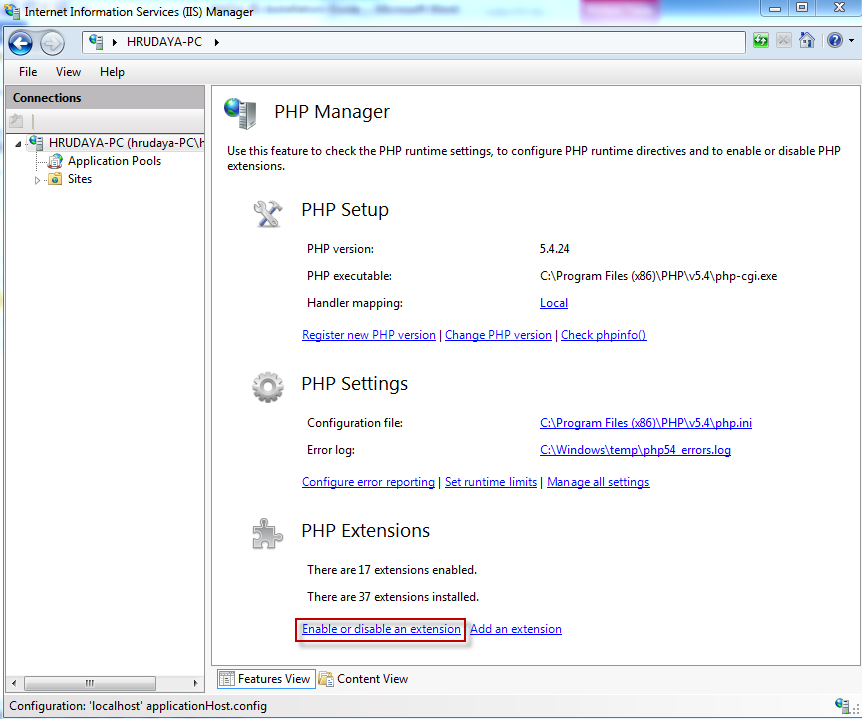 Internet Information Services (IIS) Manager
HRUDAYA-PC
File View Help
Connections
HRUDAYA-PC (hrudaya-PC\h
Application Pools
Sites
PHP Manager
Use this feature to check the PHP runtime settings, to configure PHP runtime directives and to enable or disable PHP
extensions.
PHP Setup
PHP version: 5.4.24
PHP executable: C:\Program Files (x86)\PHP\v5.4\php-cgi.exe
Handler mapping: Local
Register new PHP version | Change PHP version | Check phpinfo()
PHP Settings
Configuration file: C:\Program Files (x86)\PHP\v5.4\php.ini
Error log: C:\Windows\temp\php54_errors.log
Configure error reporting | Set runtime limits | Manage all settings
PHP Extensions
There are 17 extensions enabled.
There are 37 extensions installed.
Enable or disable an extension Add an extension
Features View Content View
Configuration: 'localhost' applicationHost.config